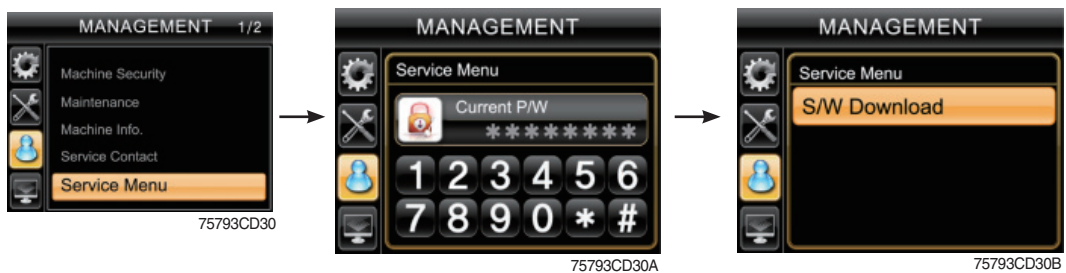 MANAGEMENT 1/2
Machine Security
Maintenance
Machine Info.
Service Contact
Service Menu
75793CD30
MANAGEMENT
Service Menu
Current P/W
********
1 2 3 4 5 6
7 8 9 0 * #
75793CD30A
MANAGEMENT
Service Menu
S/W Download
75793CD30B